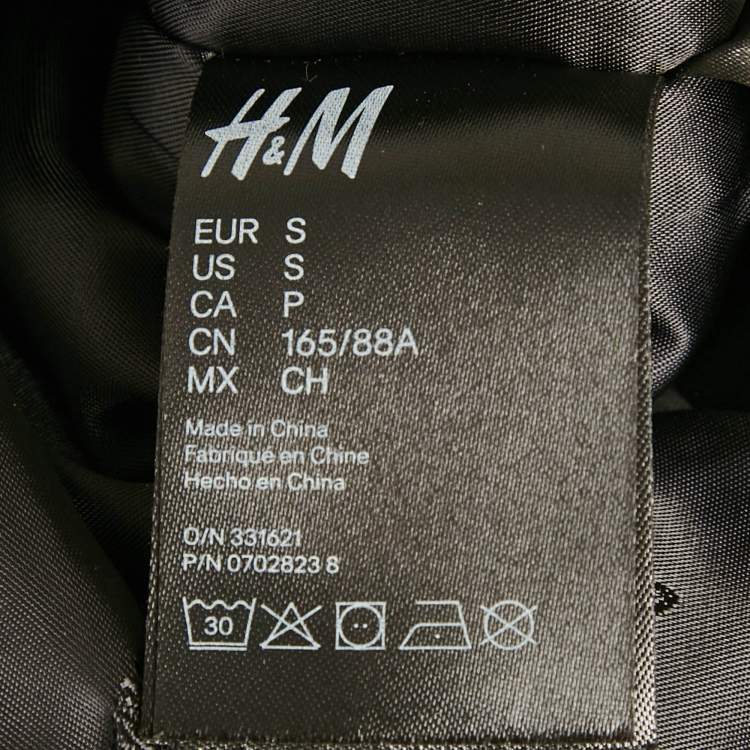 H&M
EUR S
US S
CA P
CN 165/88A
MX CH
Made in China
Fabriqué en Chine
Hecho en China
O/N 331621
P/N 0702823 8
30